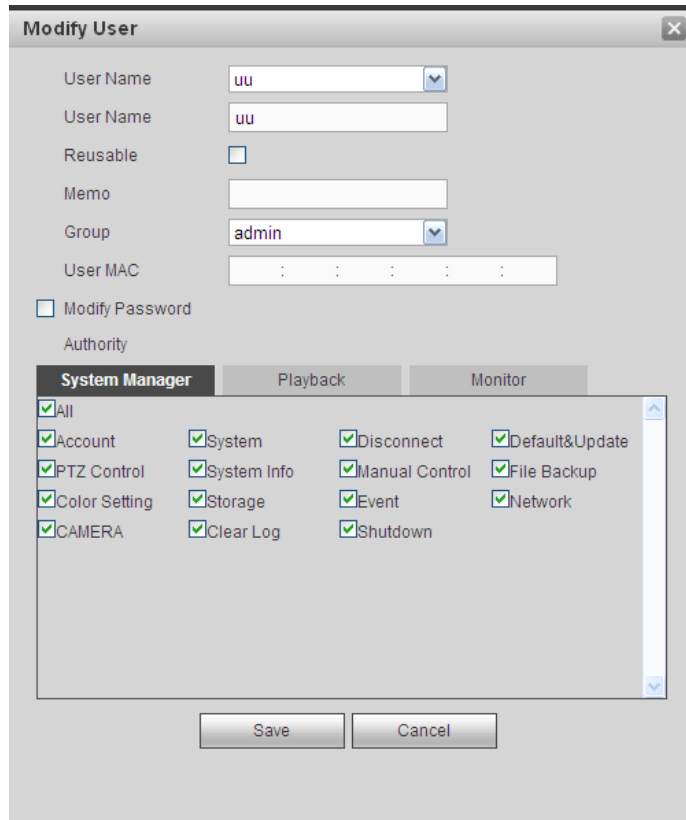 Modify User
User Name uu
User Name uu
Reusable
Memo
Group admin
User MAC : : : : :
Modify Password
Authority
System Manager Playback Monitor
All
Account System Disconnect Default&Update
PTZ Control System Info Manual Control File Backup
Color Setting Storage Event Network
CAMERA Clear Log Shutdown
Save Cancel